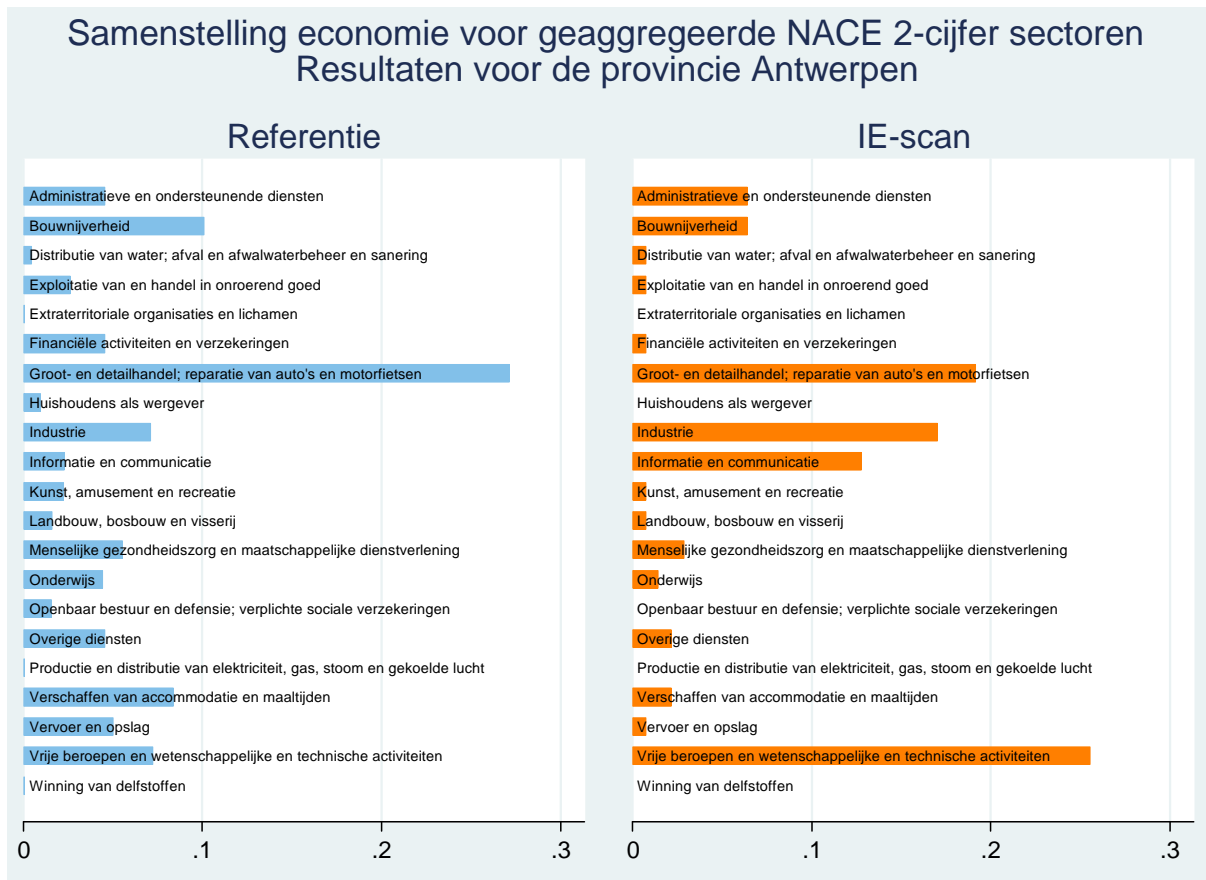 Samenstelling economie voor geaggregeerde NACE 2-cijfer sectoren
Resultaten voor de provincie Antwerpen
Referentie
Administratieve en ondersteunende diensten
Bouwnijverheid
Distributie van water; afval en afwalwaterbeheer en sanering
Exploitatie van en handel in onroerend goed
Extraterritoriale organisaties en lichamen
Financiële activiteiten en verzekeringen
Groot- en detailhandel; reparatie van auto's en motorfietsen
Huishoudens als wergever
Industrie
Informatie en communicatie
Kunst, amusement en recreatie
Landbouw, bosbouw en visserij
Menselijke gezondheidszorg en maatschappelijke dienstverlening
Onderwijs
Openbaar bestuur en defensie; verplichte sociale verzekeringen
Overige diensten
Productie en distributie van elektriciteit, gas, stoom en gekoelde lucht
Verschaffen van accommodatie en maaltijden
Vervoer en opslag
Vrije beroepen en wetenschappelijke en technische activiteiten
Winning van delfstoffen
0 .1 .2 .3
IE-scan
Administratieve en ondersteunende diensten
Bouwnijverheid
Distributie van water; afval en afwalwaterbeheer en sanering
Exploitatie van en handel in onroerend goed
Extraterritoriale organisaties en lichamen
Financiële activiteiten en verzekeringen
Groot- en detailhandel; reparatie van auto's en motorfietsen
Huishoudens als wergever
Industrie
Informatie en communicatie
Kunst, amusement en recreatie
Landbouw, bosbouw en visserij
Menselijke gezondheidszorg en maatschappelijke dienstverlening
Onderwijs
Openbaar bestuur en defensie; verplichte sociale verzekeringen
Overige diensten
Productie en distributie van elektriciteit, gas, stoom en gekoelde lucht
Verschaffen van accommodatie en maaltijden
Vervoer en opslag
Vrije beroepen en wetenschappelijke en technische activiteiten
Winning van delfstoffen
0 .1 .2 .3